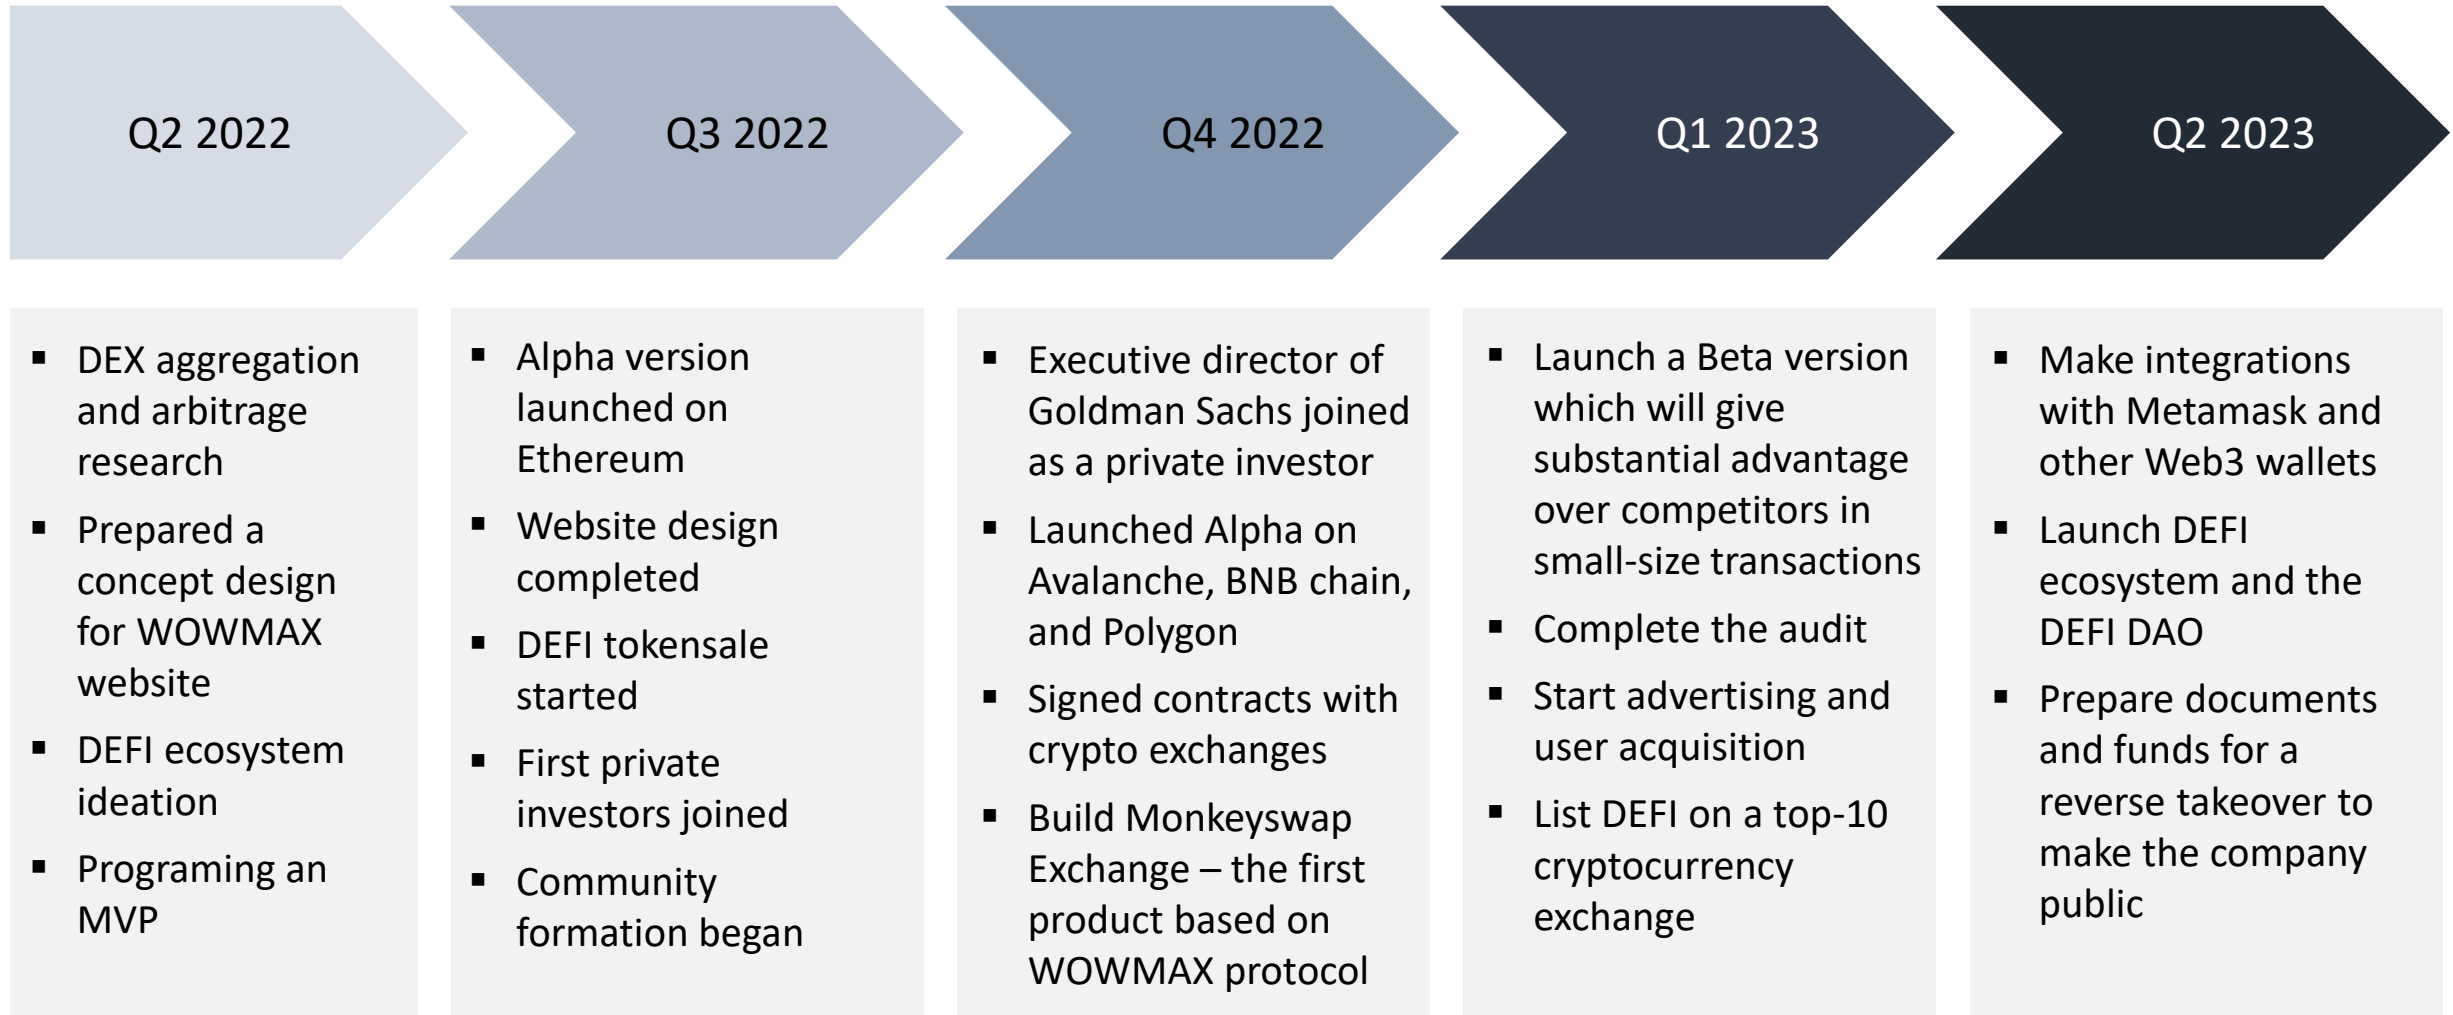 Q2 2022
Q3 2022
Q4 2022
Q1 2023
Q2 2023
▪ DEX aggregation
and arbitrage
research
▪ Prepared a
concept design
for WOWMAX
website
▪ DEFI ecosystem
ideation
▪ Programing an
MVP
▪ Alpha version
launched on
Ethereum
▪ Website design
completed
▪ DEFI tokensale
started
▪ First private
investors joined
▪ Community
formation began
▪ Executive director of
Goldman Sachs joined
as a private investor
▪ Launched Alpha on
Avalanche, BNB chain,
and Polygon
▪ Signed contracts with
crypto exchanges
▪ Build Monkeyswap
Exchange – the first
product based on
WOWMAX protocol
▪ Launch a Beta version
which will give
substantial advantage
over competitors in
small-size transactions
▪ Complete the audit
▪ Start advertising and
user acquisition
▪ List DEFI on a top-10
cryptocurrency
exchange
▪ Make integrations
with Metamask and
other Web3 wallets
▪ Launch DEFI
ecosystem and the
DEFI DAO
▪ Prepare documents
and funds for a
reverse takeover to
make the company
public